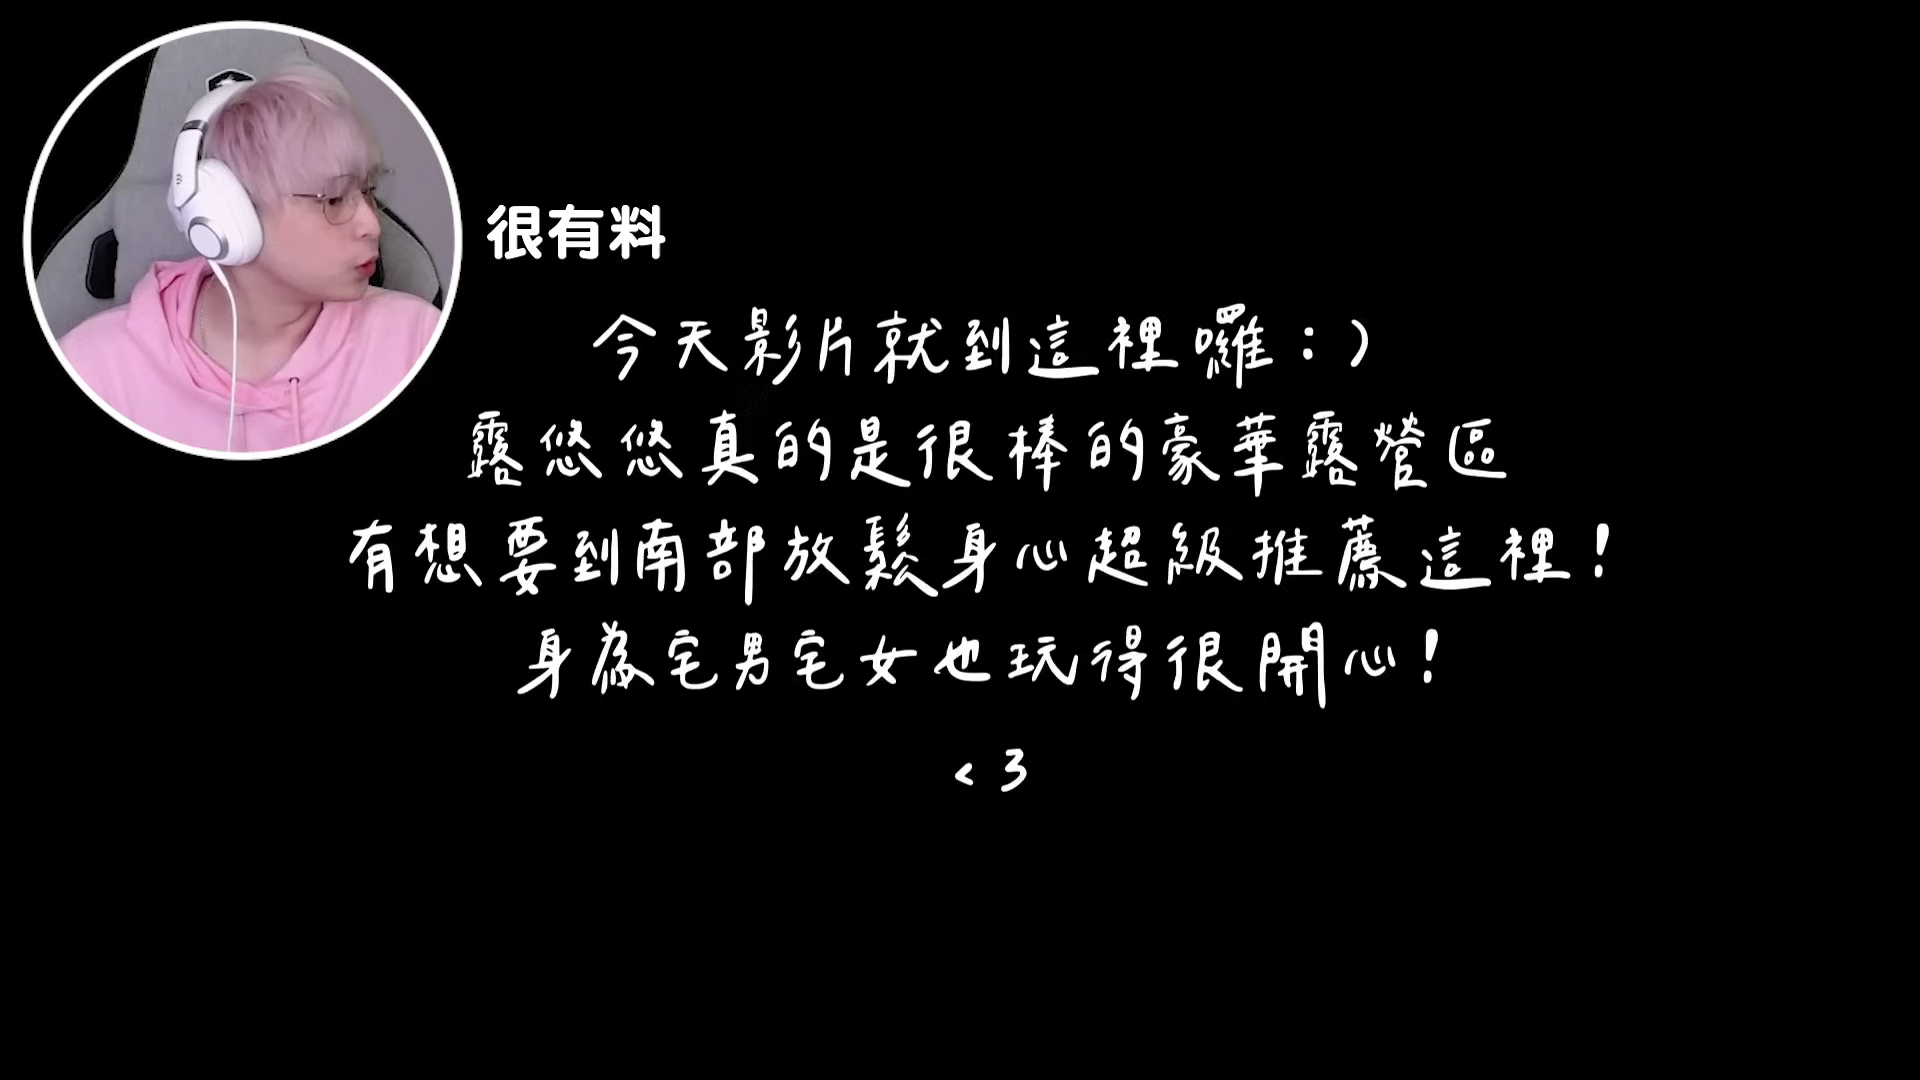 很有料
今天影片就到這裡囉：）
露悠悠真的是很棒的豪華露營區
有想要到南部放鬆身心超級推薦這裡！
身為宅男宅女也玩得很開心！
<3